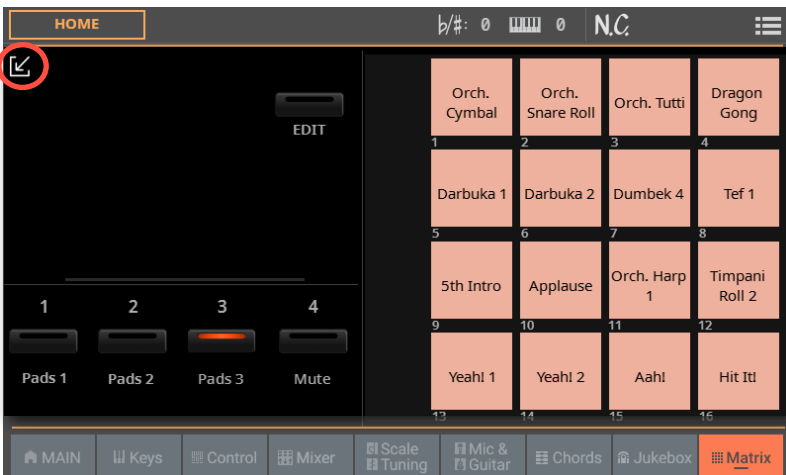 HOME
♭/#: 0
0
N.C.
EDIT
1
2
3
4
Pads 1
Pads 2
Pads 3
Mute
Orch.
Cymbal
1
Orch.
Snare Roll
2
Orch. Tutti
3
Dragon
Gong
4
Darbuka 1
5
Darbuka 2
6
Dumbek 4
7
Tef 1
8
5th Intro
9
Applause
10
Orch. Harp
1
11
Timpani
Roll 2
12
Yeah! 1
13
Yeah! 2
14
Aah!
15
Hit It!
16
MAIN
Keys
Control
Mixer
Scale
Tuning
Mic &
Guitar
Chords
Jukebox
Matrix